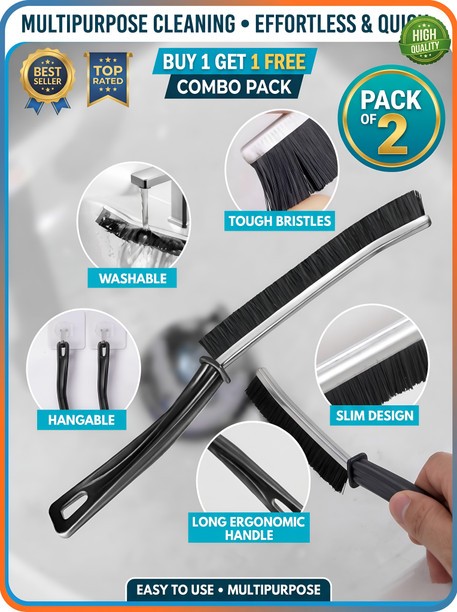 MULTIPURPOSE CLEANING • EFFORTLESS &
HIGH
QUALITY
BEST
SELLER
TOP
RATED
BUY 1 GET 1 FREE
COMBO PACK
PACK
OF
2
TOUGH BRISTLES
WASHABLE
HANGABLE
SLIM DESIGN
LONG ERGONOMIC
HANDLE
EASY TO USE • MULTIPURPOSE